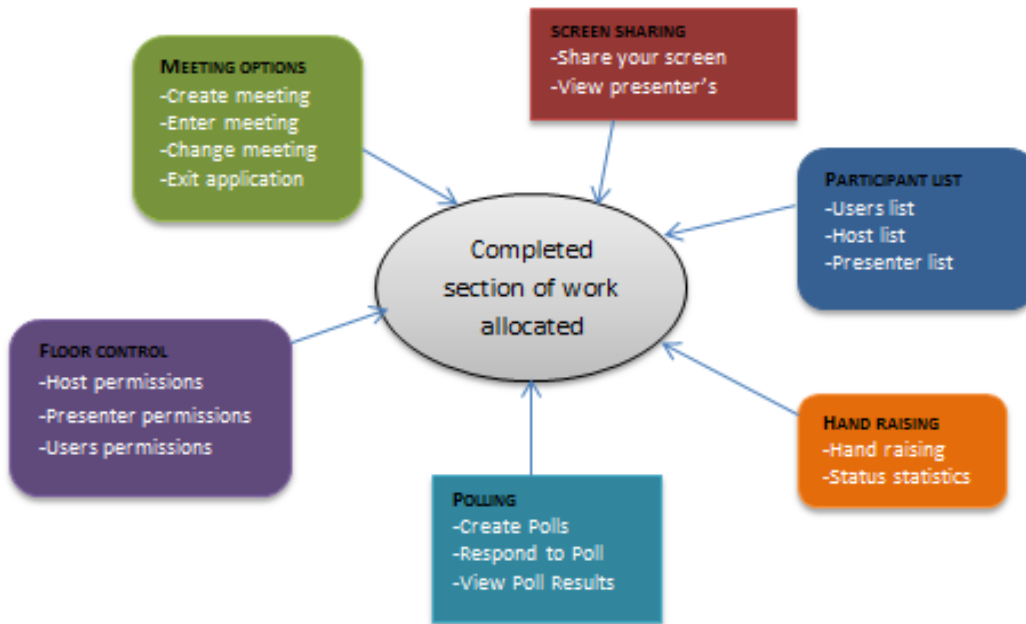 MEETING OPTIONS
-Create meeting
-Enter meeting
-Change meeting
-Exit application
SCREEN SHARING
-Share your screen
-View presenter's
PARTICIPANT LIST
-Users list
-Host list
-Presenter list
Completed
section of work
allocated
FLOOR CONTROL
-Host permissions
-Presenter permissions
-Users permissions
HAND RAISING
-Hand raising
-Status statistics
POLLING
-Create Polls
-Respond to Poll
-View Poll Results